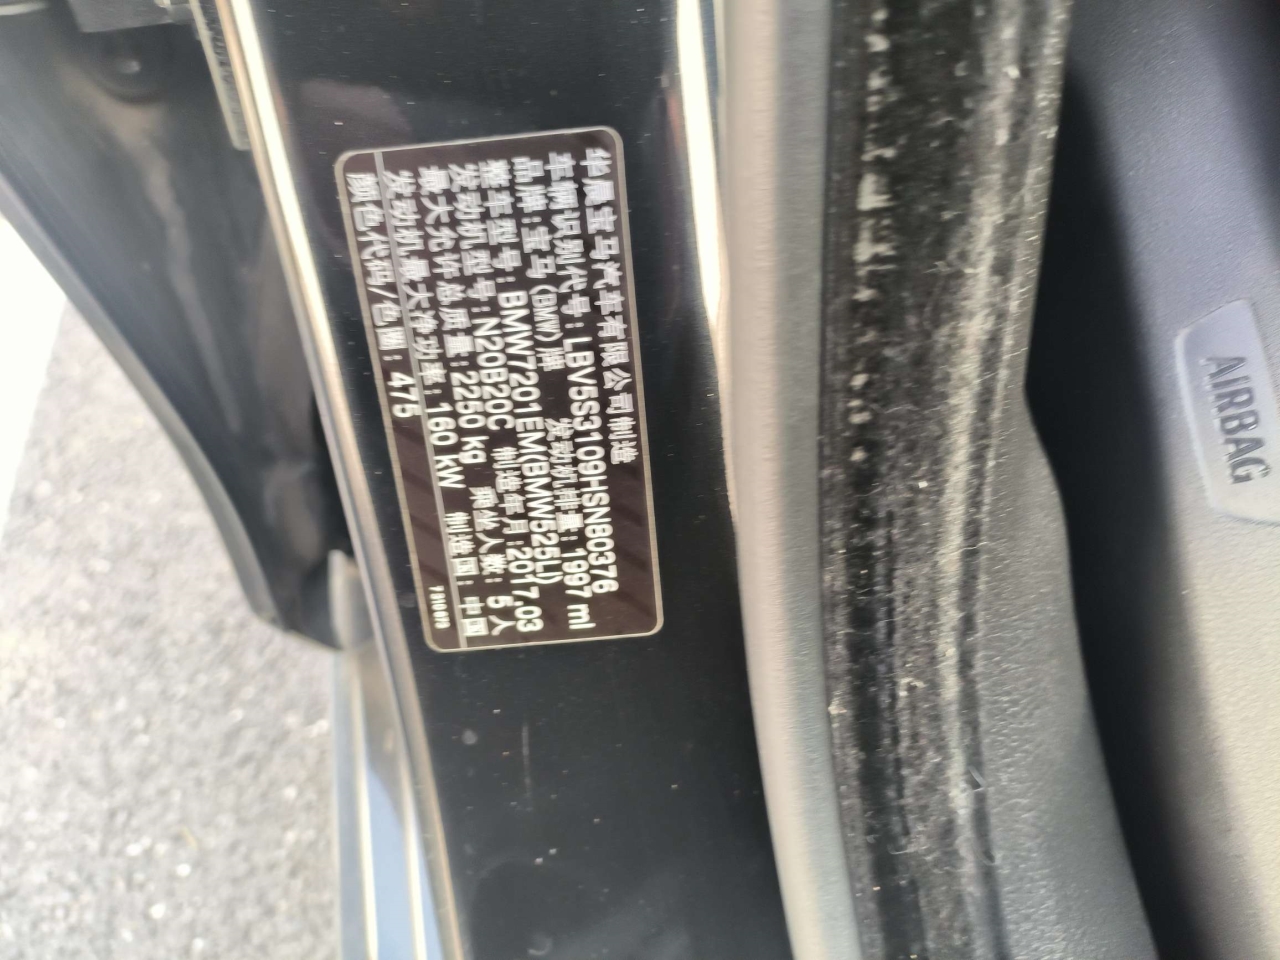 华晨宝马汽车有限公司制造
车辆识别代号：LBV5S3109HSN80376
品牌：宝马（BMW）牌 发动机排量：1997 ml
整车型号：BMW7201EM(BMW525Li)
发动机型号：N20B20C 制造年月：2017.03
最大允许总质量：2250 kg 乘坐人数：5人
发动机最大净功率：160 kW 制造国：中国
颜色代码/色圈：475
AIRBAG